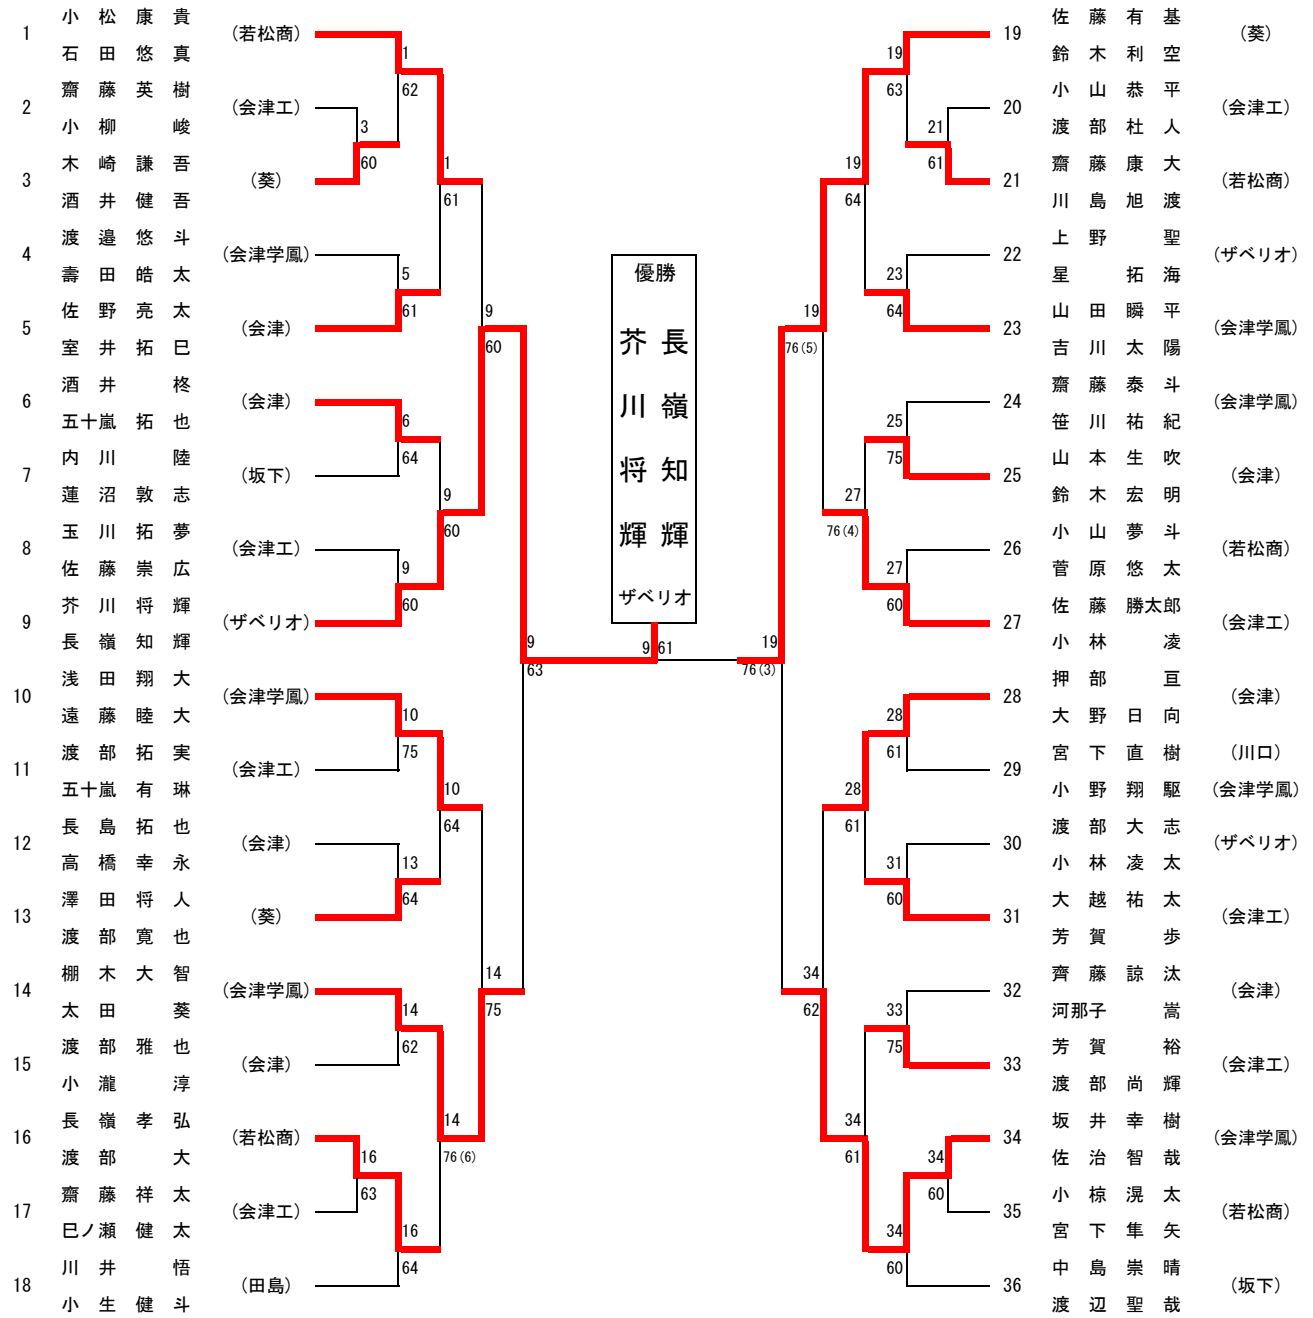 1 小松康貴 (若松商)
石田悠真
2 齋藤英樹 (会津工)
小柳峻
3 木崎謙吾 (葵)
酒井健吾
4 渡邉悠斗 (会津学鳳)
壽田皓太
5 佐野亮太 (会津)
室井拓巳
6 酒井柊 (会津)
五十嵐拓也
7 内川陸 (坂下)
蓮沼敦志
8 玉川拓夢 (会津工)
佐藤崇広
9 芥川将輝 (ザベリオ)
長嶺知輝
10 浅田翔大 (会津学鳳)
遠藤睦大
11 渡部拓実 (会津工)
五十嵐有琳
12 長島拓也 (会津)
高橋幸永
13 澤田将人 (葵)
渡部寛也
14 棚木大智 (会津学鳳)
太田葵
15 渡部雅也 (会津)
小瀧淳
16 長嶺孝弘 (若松商)
渡部大
17 齋藤祥太 (会津工)
巳ノ瀬健太
18 川井悟 (田島)
小生健斗
1
62
3
60
1
61
5
61
9
60
6
64
9
60
9
60
9
63
10
75
10
64
13
64
14
75
14
62
14
76(6)
16
63
16
64
優勝
芥川将輝
長嶺知輝
ザベリオ
9 61
19
63
21
61
19
64
23
64
19
76(5)
25
75
27
76(4)
27
60
19
76(3)
28
61
28
61
31
60
34
62
33
75
34
61
34
60
34
60
19 佐藤有基 (葵)
鈴木利空
20 小山恭平 (会津工)
渡部杜人
21 齋藤康大 (若松商)
川島旭渡
22 上野聖 (ザベリオ)
星拓海
23 山田瞬平 (会津学鳳)
吉川太陽
24 齋藤泰斗 (会津学鳳)
笹川祐紀
25 山本生吹 (会津)
鈴木宏明
26 小山夢斗 (若松商)
菅原悠太
27 佐藤勝太郎 (会津工)
小林凌
28 押部亘 (会津)
大野日向
29 宮下直樹 (川口)
小野翔駆 (会津学鳳)
30 渡部大志 (ザベリオ)
小林凌太
31 大越祐太 (会津工)
芳賀歩
32 齊藤諒汰 (会津)
河那子嵩
33 芳賀裕 (会津工)
渡部尚輝
34 坂井幸樹 (会津学鳳)
佐治智哉
35 小椋滉太 (若松商)
宮下隼矢
36 中島崇晴 (坂下)
渡辺聖哉